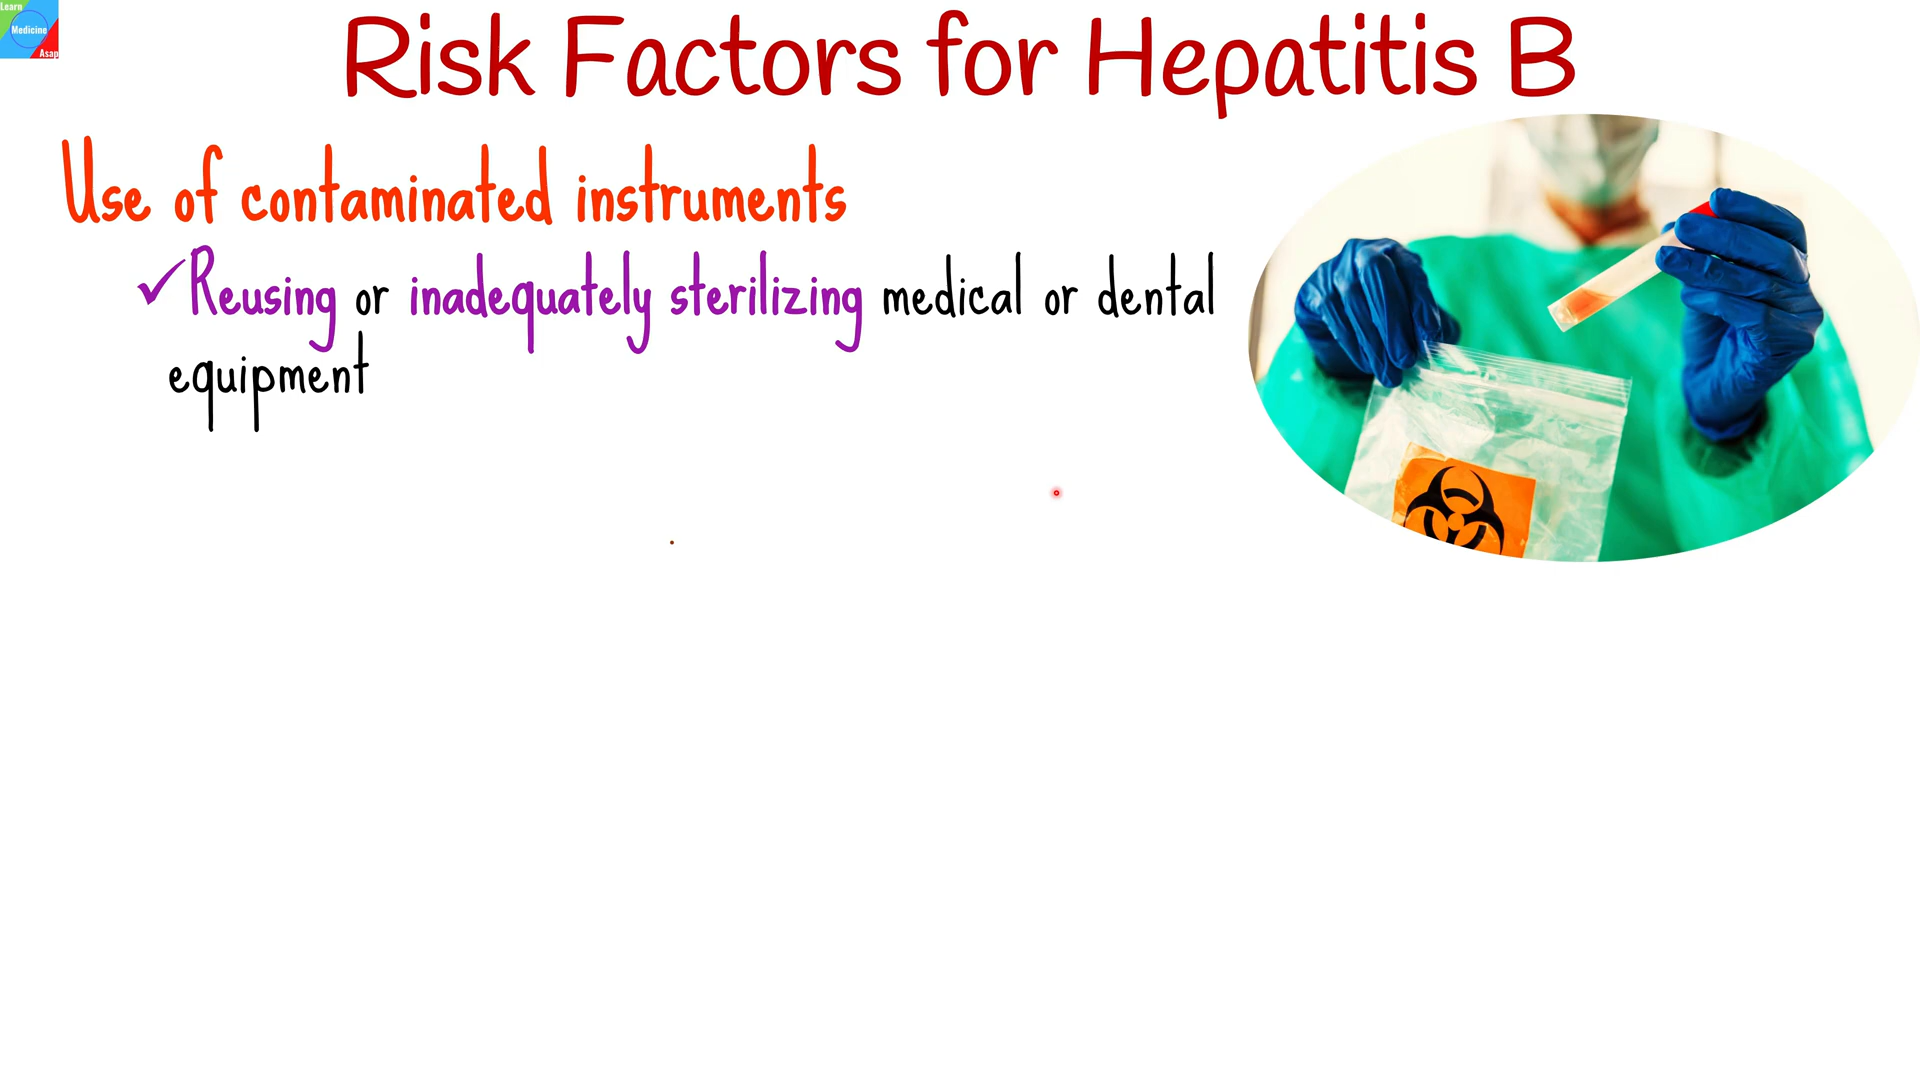 Learn
Medicine
Asap
Risk Factors for Hepatitis B
Use of contaminated instruments
✓Reusing or inadequately sterilizing medical or dental
equipment